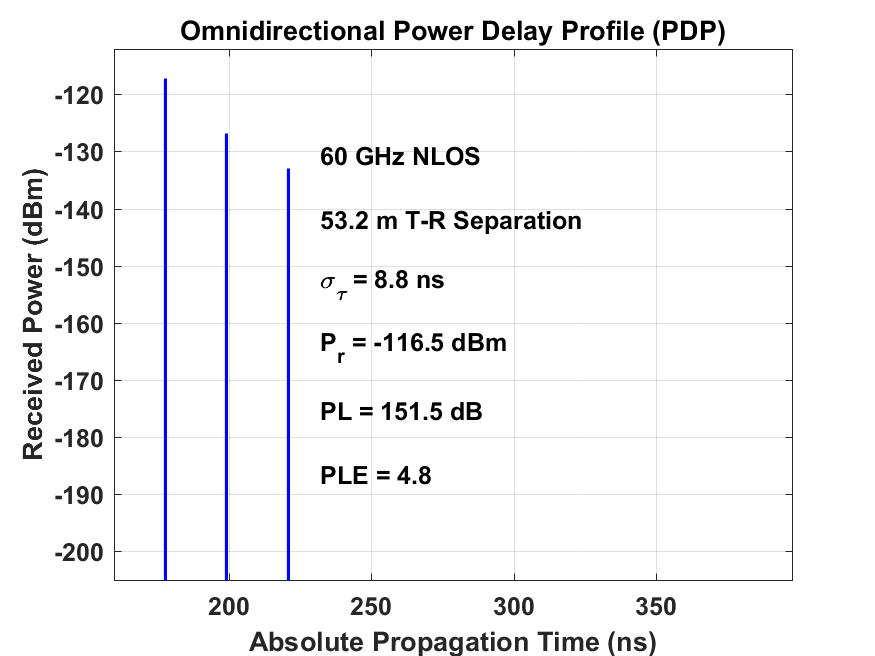 Omnidirectional Power Delay Profile (PDP)
Received Power (dBm)
-120
-130
-140
-150
-160
-170
-180
-190
-200
60 GHz NLOS
53.2 m T-R Separation
σ_τ = 8.8 ns
P_r = -116.5 dBm
PL = 151.5 dB
PLE = 4.8
200 250 300 350
Absolute Propagation Time (ns)